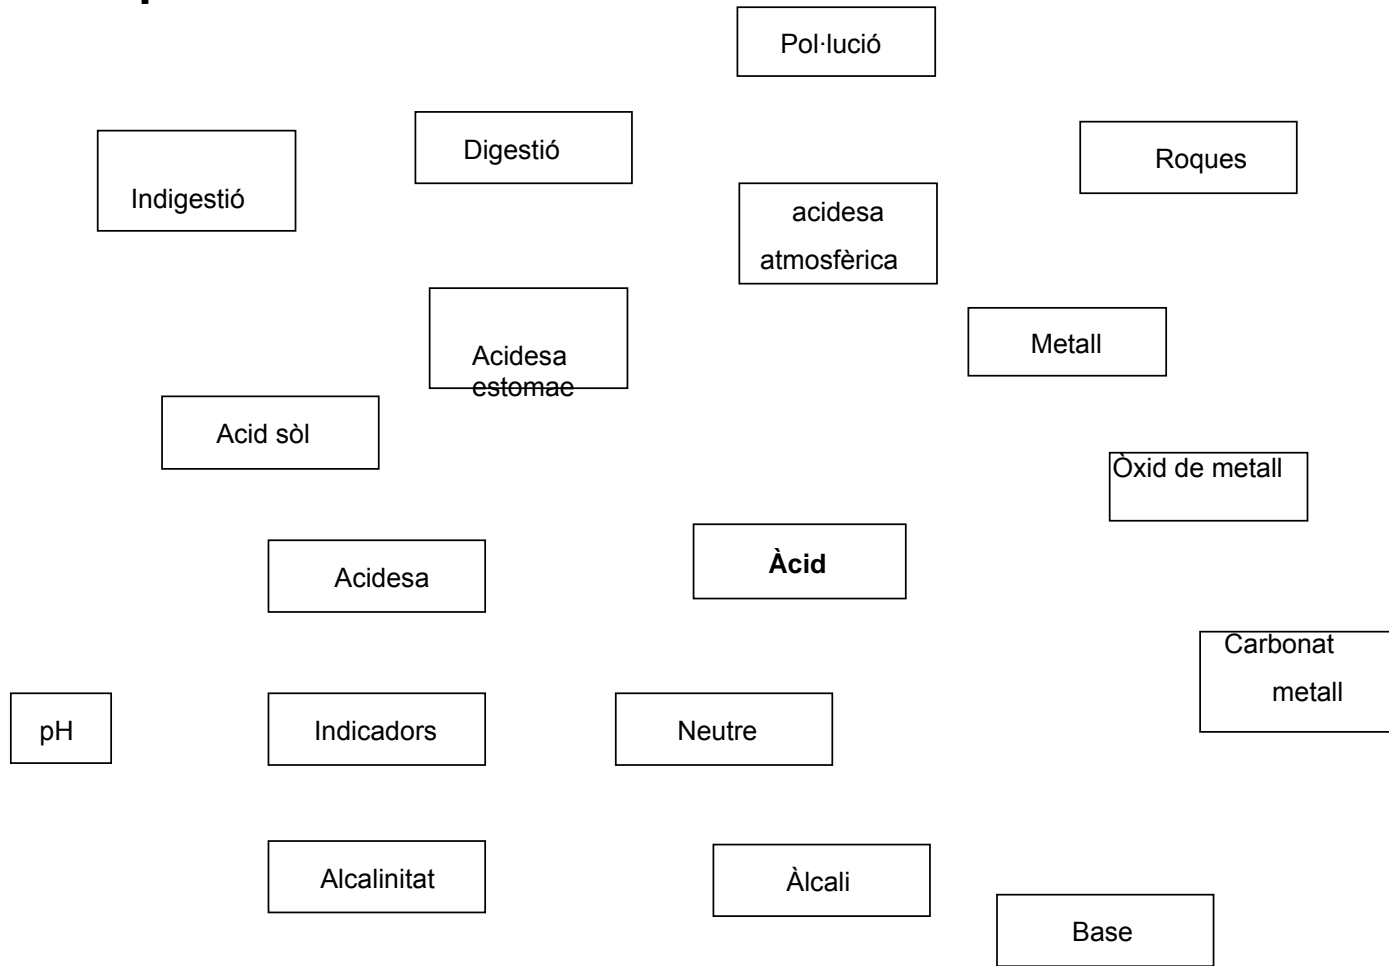 Pol·lució
Digestió
Roques
Indigestió
acidesa
atmosfèrica
Metall
Acidesa
estomae
Acid sòl
Òxid de metall
Àcid
Acidesa
Carbonat
metall
pH
Indicadors
Neutre
Alcalinitat
Àlcali
Base